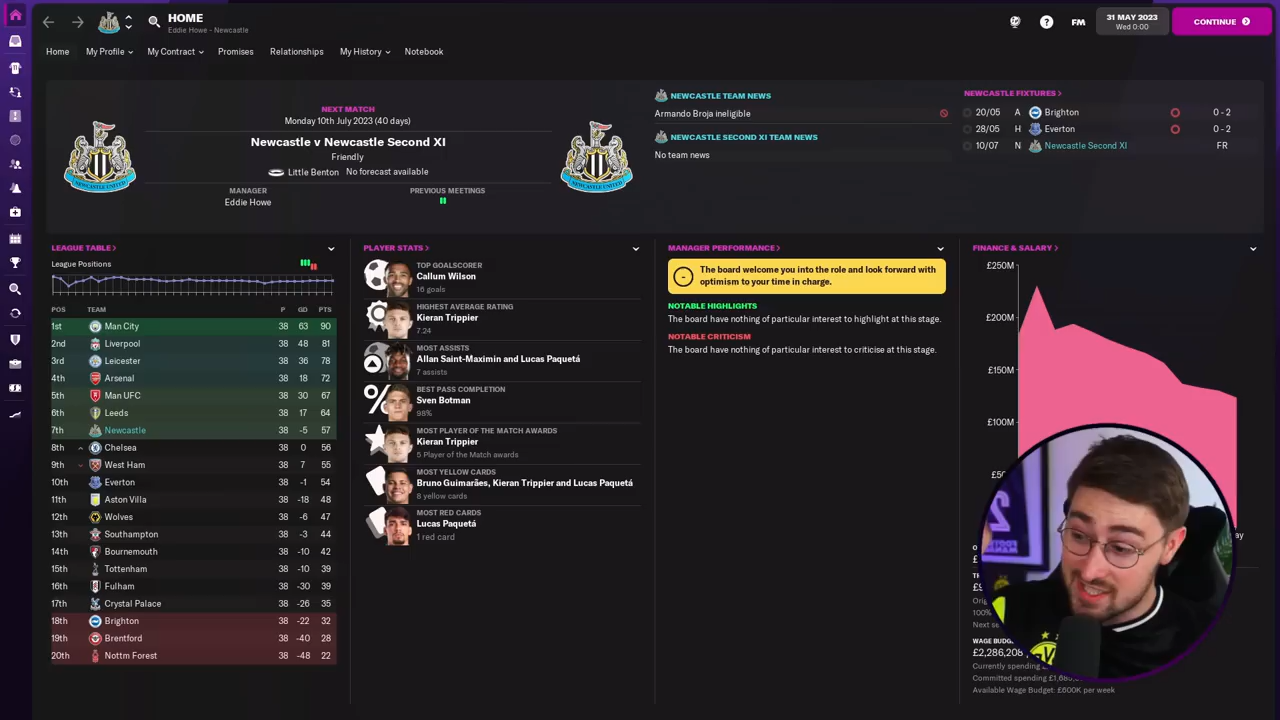 HOME
Eddie Howe - Newcastle
FM
31 MAY 2023
Wed 0:00
CONTINUE
Home
My Profile
My Contract
Promises
Relationships
My History
Notebook
NEXT MATCH
Monday 10th July 2023 (40 days)
Newcastle v Newcastle Second XI
Friendly
Little Benton No forecast available
MANAGER
Eddie Howe
PREVIOUS MEETINGS
NEWCASTLE TEAM NEWS
Armando Broja ineligible
NEWCASTLE SECOND XI TEAM NEWS
No team news
NEWCASTLE FIXTURES >
20/05 A Brighton 0 - 2
28/05 H Everton 0 - 2
10/07 N Newcastle Second XI FR
LEAGUE TABLE >
League Positions
POS TEAM P GD PTS
1st Man City 38 63 90
2nd Liverpool 38 48 81
3rd Leicester 38 36 78
4th Arsenal 38 18 72
5th Man UFC 38 30 67
6th Leeds 38 17 64
7th Newcastle 38 -5 57
8th Chelsea 38 0 56
9th West Ham 38 7 55
10th Everton 38 -1 54
11th Aston Villa 38 -18 48
12th Wolves 38 -6 47
13th Southampton 38 -3 44
14th Bournemouth 38 -10 42
15th Tottenham 38 -10 39
16th Fulham 38 -30 39
17th Crystal Palace 38 -26 35
18th Brighton 38 -22 32
19th Brentford 38 -40 28
20th Nottm Forest 38 -48 22
PLAYER STATS >
TOP GOALSCORER
Callum Wilson
16 goals
HIGHEST AVERAGE RATING
Kieran Trippier
7.24
MOST ASSISTS
Allan Saint-Maximin and Lucas Paquetá
7 assists
BEST PASS COMPLETION
Sven Botman
98%
MOST PLAYER OF THE MATCH AWARDS
Kieran Trippier
5 Player of the Match awards
MOST YELLOW CARDS
Bruno Guimarães, Kieran Trippier and Lucas Paquetá
8 yellow cards
MOST RED CARDS
Lucas Paquetá
1 red card
MANAGER PERFORMANCE >
The board welcome you into the role and look forward with
optimism to your time in charge.
NOTABLE HIGHLIGHTS
The board have nothing of particular interest to highlight at this stage.
NOTABLE CRITICISM
The board have nothing of particular interest to criticise at this stage.
FINANCE & SALARY >
£250M
£200M
£150M
£100M
100%
Next
WAGE
£2,286,208
Currently spending
Committed spending
Available Wage Budget: £600K per week